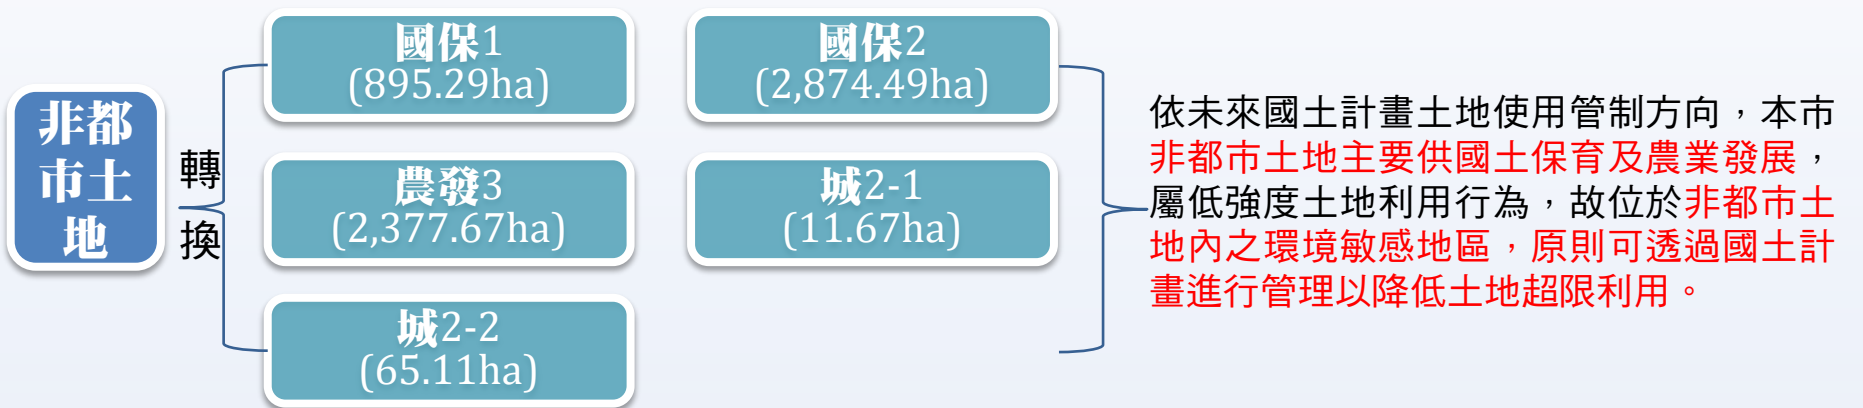 非都
市土
地
轉
換
國保1
(895.29ha)
國保2
(2,874.49ha)
農發3
(2,377.67ha)
城2-1
(11.67ha)
城2-2
(65.11ha)
依未來國土計畫土地使用管制方向，本市
非都市土地主要供國土保育及農業發展，
屬低強度土地利用行為，故位於非都市土
地內之環境敏感地區，原則可透過國土計
畫進行管理以降低土地超限利用。